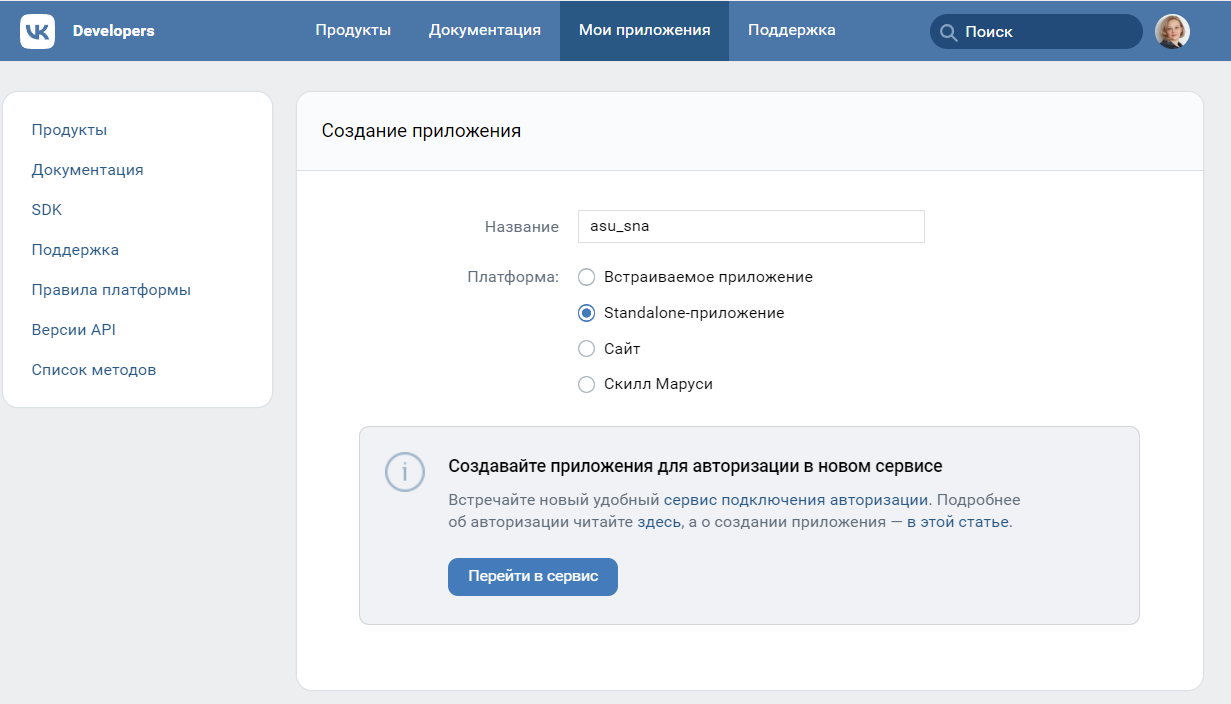 VK Developers Продукты Документация Мои приложения Поддержка Поиск
Продукты
Документация
SDK
Поддержка
Правила платформы
Версии API
Список методов
Создание приложения
Название asu_sna
Платформа: Встраиваемое приложение
Standalone-приложение
Сайт
Скилл Маруси
Создавайте приложения для авторизации в новом сервисе
Встречайте новый удобный сервис подключения авторизации. Подробнее
об авторизации читайте здесь, а о создании приложения — в этой статье.
Перейти в сервис